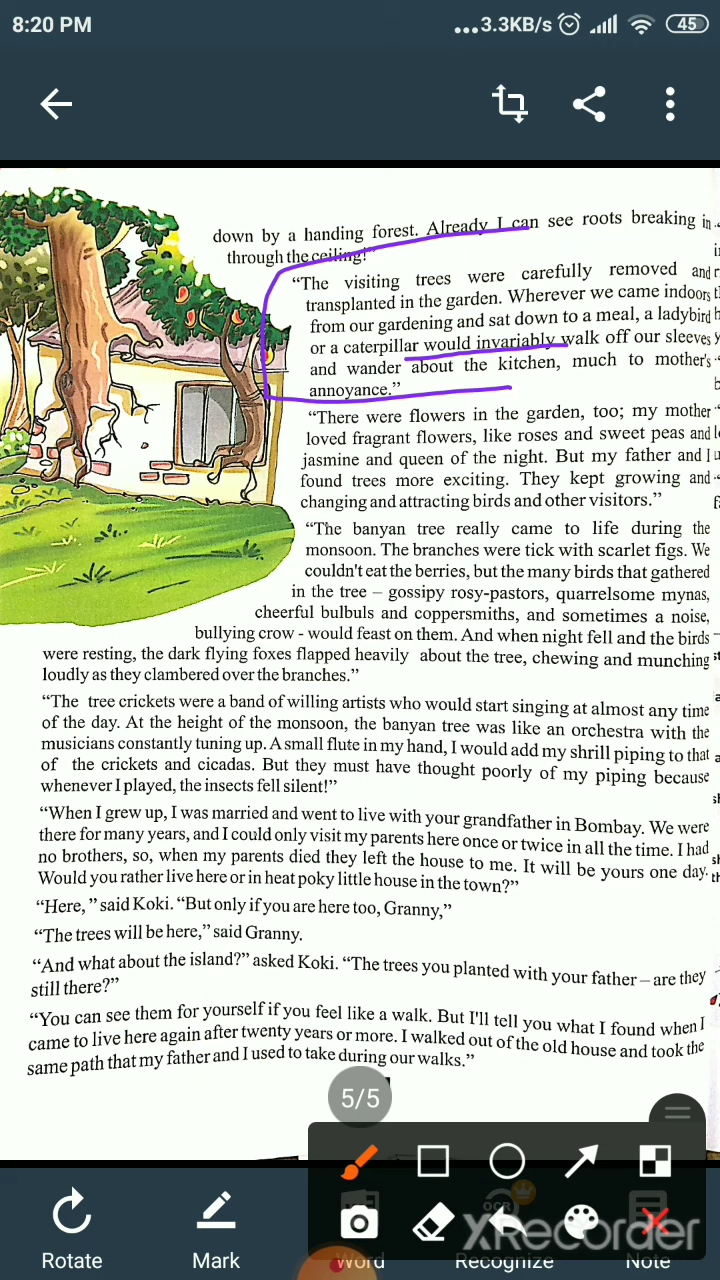 8:20 PM
...3.3KB/s
45
down by a handing forest. Already I can see roots breaking in
through the ceiling!"
"The visiting trees were carefully removed and
transplanted in the garden. Wherever we came indoors
from our gardening and sat down to a meal, a ladybird
or a caterpillar would invariably walk off our sleeves
and wander about the kitchen, much to mother's
annoyance."
"There were flowers in the garden, too; my mother
loved fragrant flowers, like roses and sweet peas and
jasmine and queen of the night. But my father and I
found trees more exciting. They kept growing and
changing and attracting birds and other visitors."
"The banyan tree really came to life during the
monsoon. The branches were tick with scarlet figs. We
couldn't eat the berries, but the many birds that gathered
in the tree – gossipy rosy-pastors, quarrelsome mynas,
cheerful bulbuls and coppersmiths, and sometimes a noise,
bullying crow - would feast on them. And when night fell and the birds
were resting, the dark flying foxes flapped heavily about the tree, chewing and munching
loudly as they clambered over the branches."
"The tree crickets were a band of willing artists who would start singing at almost any time
of the day. At the height of the monsoon, the banyan tree was like an orchestra with the
musicians constantly tuning up. A small flute in my hand, I would add my shrill piping to that
of the crickets and cicadas. But they must have thought poorly of my piping because
whenever I played, the insects fell silent!"
"When I grew up, I was married and went to live with your grandfather in Bombay. We were
there for many years, and I could only visit my parents here once or twice in all the time. I had
no brothers, so, when my parents died they left the house to me. It will be yours one day.
Would you rather live here or in heat poky little house in the town?"
"Here, " said Koki. "But only if you are here too, Granny,"
"The trees will be here," said Granny.
"And what about the island?" asked Koki. "The trees you planted with your father – are they
still there?"
"You can see them for yourself if you feel like a walk. But I'll tell you what I found when I
came to live here again after twenty years or more. I walked out of the old house and took the
same path that my father and I used to take during our walks."
5/5
OCR
XRecorder
Rotate
Mark
Word
Recognize
Note